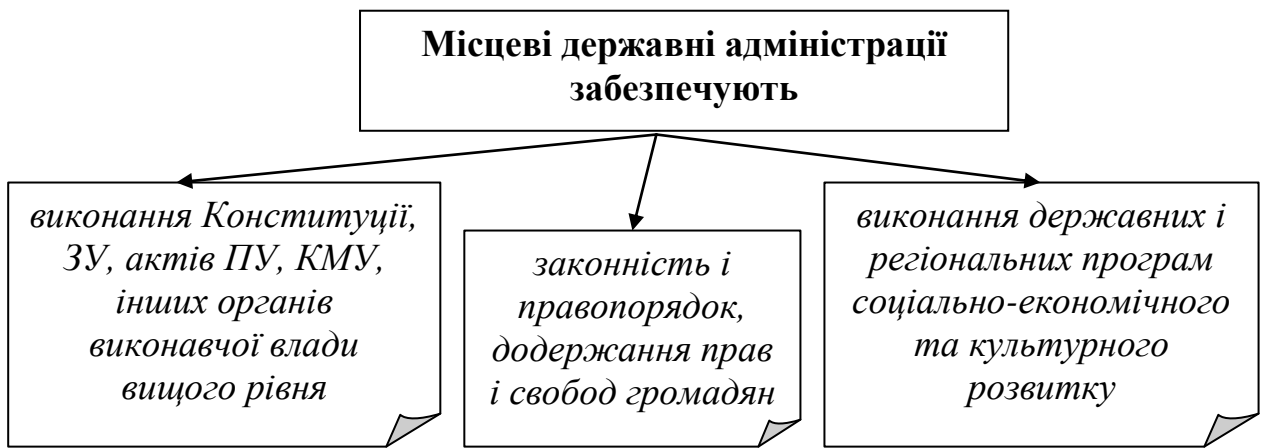 Місцеві державні адміністрації
забезпечують
виконання Конституції,
ЗУ, актів ПУ, КМУ,
інших органів
виконавчої влади
вищого рівня
законність і
правопорядок,
додержання прав
і свобод громадян
виконання державних і
регіональних програм
соціально-економічного
та культурного
розвитку